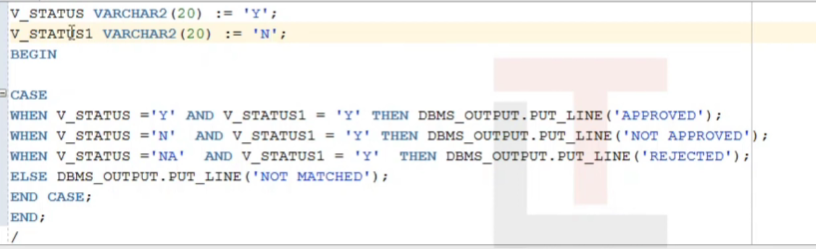 V_STATUS VARCHAR2(20) := 'Y';
V_STATUS1 VARCHAR2(20) := 'N';
BEGIN
CASE
WHEN V_STATUS ='Y' AND V_STATUS1 = 'Y' THEN DBMS_OUTPUT.PUT_LINE('APPROVED');
WHEN V_STATUS ='N'  AND V_STATUS1 = 'Y' THEN DBMS_OUTPUT.PUT_LINE('NOT APPROVED');
WHEN V_STATUS ='NA'  AND V_STATUS1 = 'Y'  THEN DBMS_OUTPUT.PUT_LINE('REJECTED');
ELSE DBMS_OUTPUT.PUT_LINE('NOT MATCHED');
END CASE;
END;
/